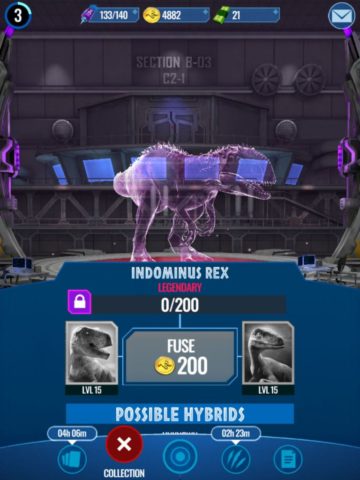 3
133/140
4882
21
SECTION B-03
C2-1
INDOMINUS REX
LEGENDARY
0/200
FUSE
200
LVL 15
LVL 15
POSSIBLE HYBRIDS
04h 06m
02h 23m
COLLECTION